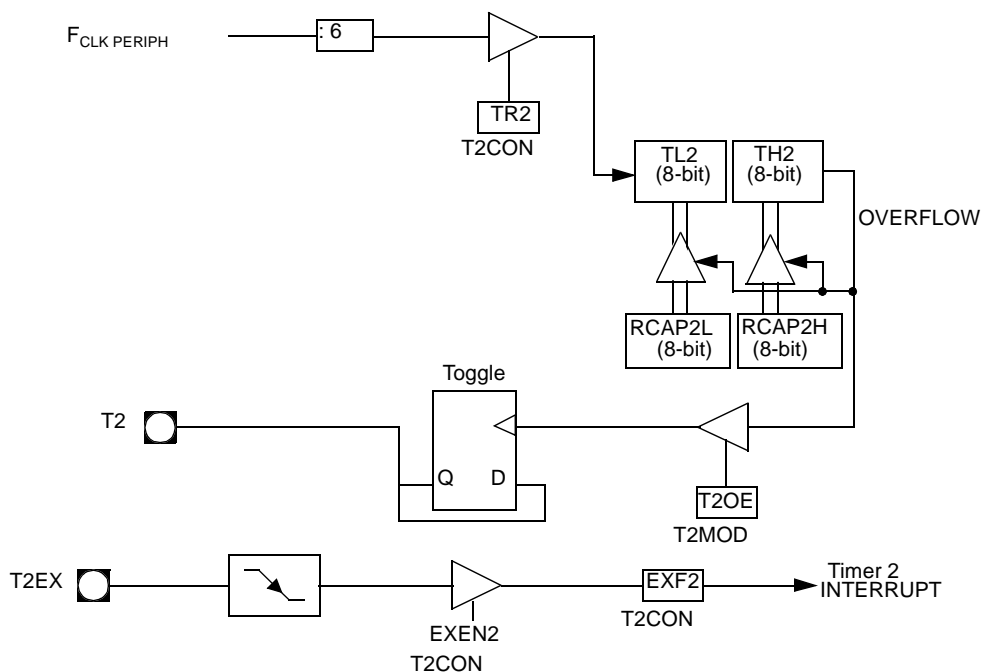 F CLK PERIPH
: 6
TR2
T2CON
TL2
(8-bit)
TH2
(8-bit)
OVERFLOW
RCAP2L
(8-bit)
RCAP2H
(8-bit)
Toggle
T2
Q
D
T2OE
T2MOD
T2EX
EXEN2
T2CON
EXF2
T2CON
Timer 2
INTERRUPT